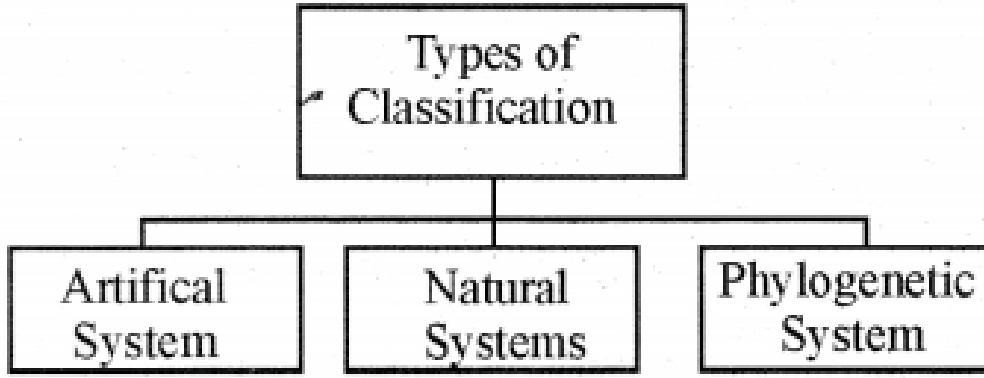 Types of
Classification
Artifical
System
Natural
Systems
Phylogenetic
System